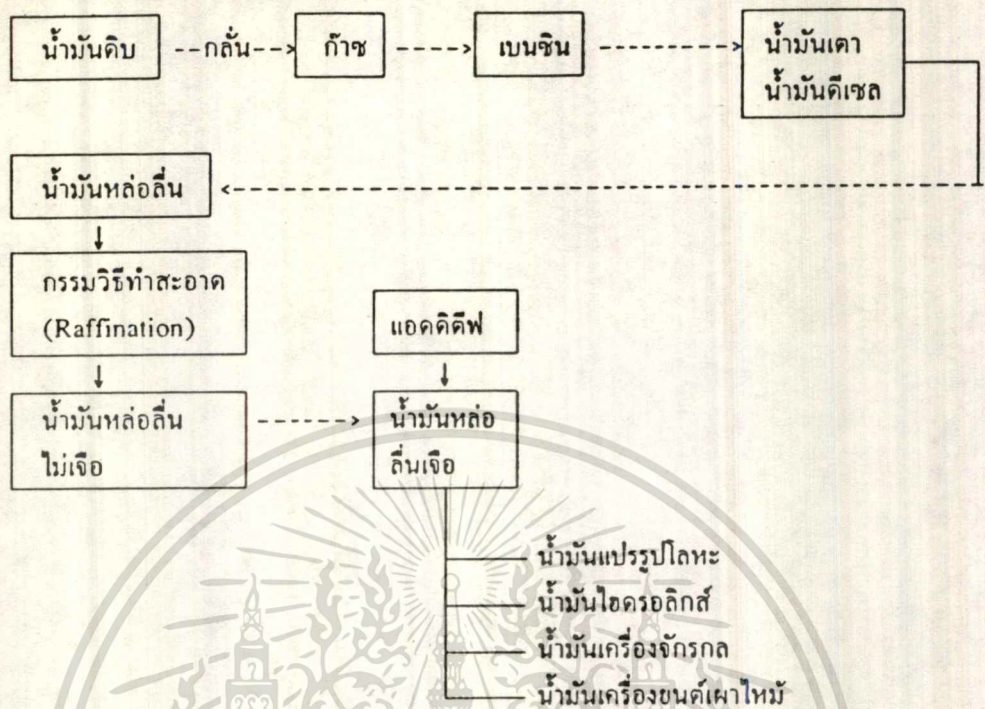 น้ำมันดิบ --กลั่น--> ก๊าซ ----> เบนซิน ------> น้ำมันเตา
น้ำมันดีเซล
น้ำมันหล่อลื่น
กรรมวิธีทำสะอาด
(Raffination)
แอดดิตีฟ
น้ำมันหล่อลื่น
ไม่เจือ
น้ำมันหล่อ
ลื่นเจือ
น้ำมันแปรรูปโลหะ
น้ำมันไฮดรอลิกส์
น้ำมันเครื่องจักรกล
น้ำมันเครื่องยนต์เผาไหม้